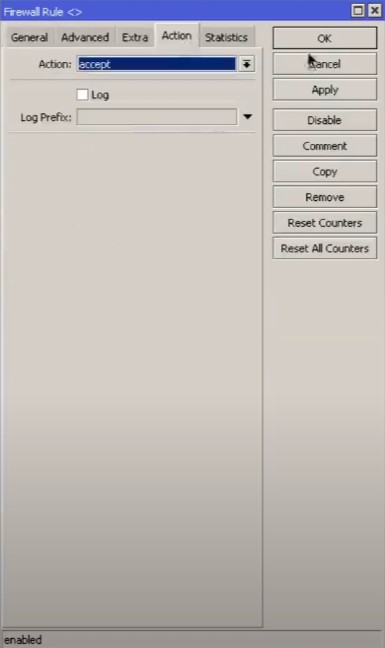 Firewall Rule <>
General Advanced Extra Action Statistics
Action: accept
Log
Log Prefix:
OK
Cancel
Apply
Disable
Comment
Copy
Remove
Reset Counters
Reset All Counters
enabled